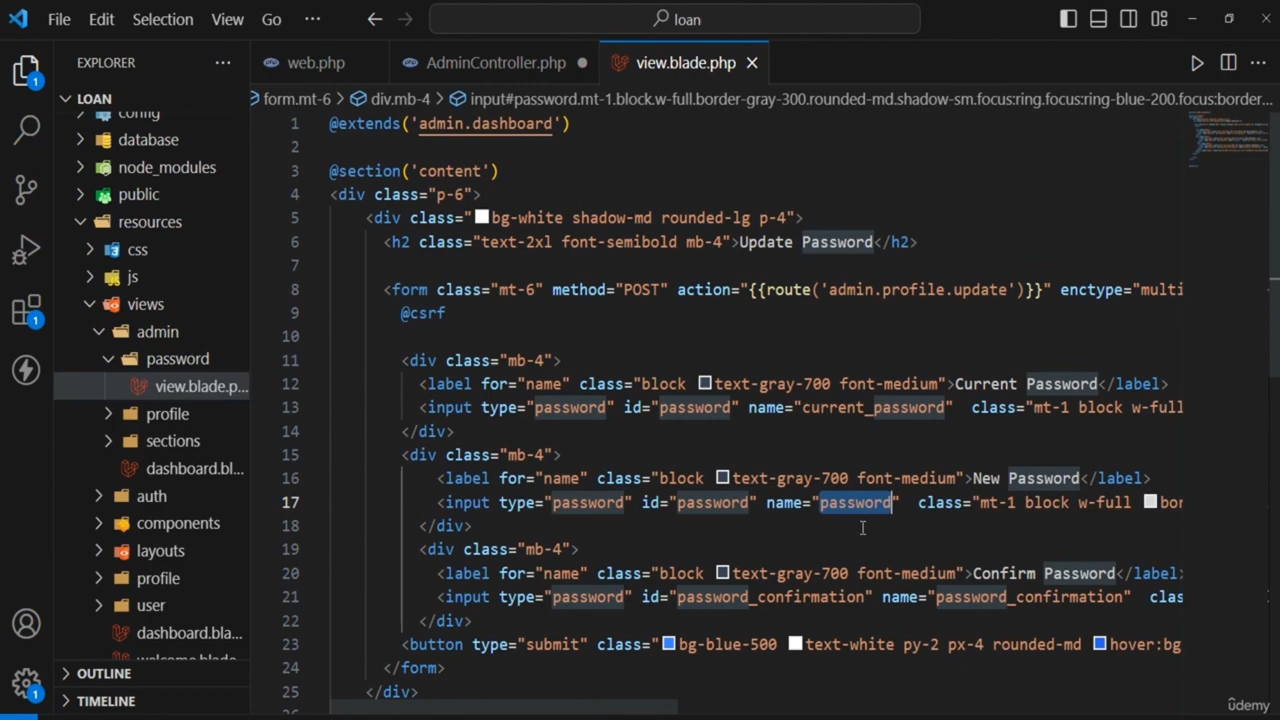 File Edit Selection View Go ··· loan
EXPLORER ···
web.php AdminController.php view.blade.php
LOAN
form.mt-6 > div.mb-4 > input#password.mt-1.block.w-full.border-gray-300.rounded-md.shadow-sm.focus:ring.focus:ring-blue-200.focus:border...
config
database
node_modules
public
resources
css
js
views
admin
password
view.blade.p...
profile
sections
dashboard.bl...
auth
components
layouts
profile
user
dashboard.bla...
welcome.blade...
OUTLINE
TIMELINE
1
1
1
1 @extends('admin.dashboard')
2
3 @section('content')
4 <div class="p-6">
5 <div class="bg-white shadow-md rounded-lg p-4">
6 <h2 class="text-2xl font-semibold mb-4">Update Password</h2>
7
8 <form class="mt-6" method="POST" action="{{route('admin.profile.update')}}" enctype="multi
9 @csrf
10
11 <div class="mb-4">
12 <label for="name" class="block text-gray-700 font-medium">Current Password</label>
13 <input type="password" id="password" name="current_password" class="mt-1 block w-full
14 </div>
15 <div class="mb-4">
16 <label for="name" class="block text-gray-700 font-medium">New Password</label>
17 <input type="password" id="password" name="password" class="mt-1 block w-full bor
18 </div>
19 <div class="mb-4">
20 <label for="name" class="block text-gray-700 font-medium">Confirm Password</label>
21 <input type="password" id="password_confirmation" name="password_confirmation" clas
22 </div>
23 <button type="submit" class="bg-blue-500 text-white py-2 px-4 rounded-md hover:bg
24 </form>
25 </div>
ûdemy